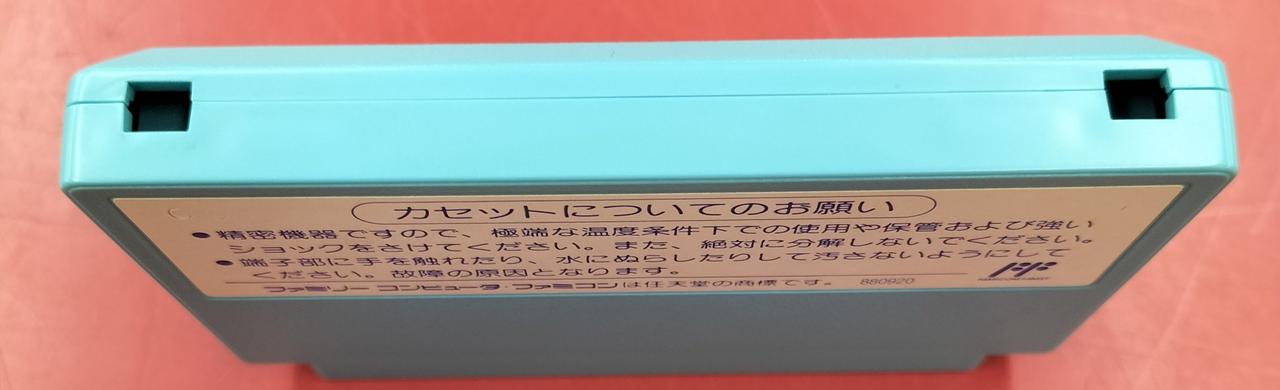 カセットについてのお願い
●精密機器ですので、極端な温度条件下での使用や保管および強い
ショックをさけてください。また、絶対に分解しないでください。
●端子部に手を触れたり、水にぬらしたりして汚さないようにして
ください。故障の原因となります。
ファミリーコンピュータ・ファミコンは任天堂の商標です。 880920